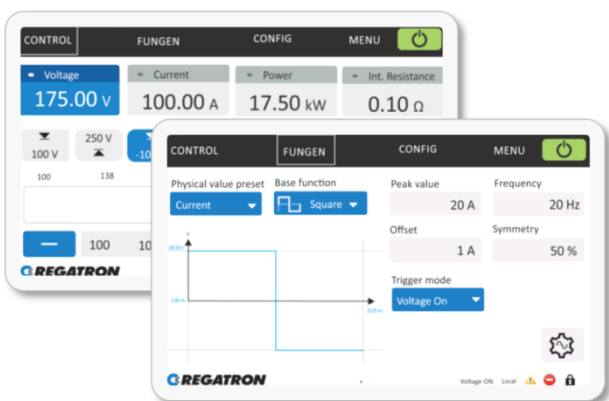 CONTROL FUNGEN CONFIG MENU
Voltage Current Power Int. Resistance
175.00 V 100.00 A 17.50 kW 0.10 Ω
100 V 250 V -10
100 138
100 10
REGATRON
CONTROL FUNGEN CONFIG MENU
Physical value preset Base function Peak value Frequency
Current Square 20 A 20 Hz
Offset Symmetry
1 A 50 %
Trigger mode
Voltage On
REGATRON
Voltage ON Local